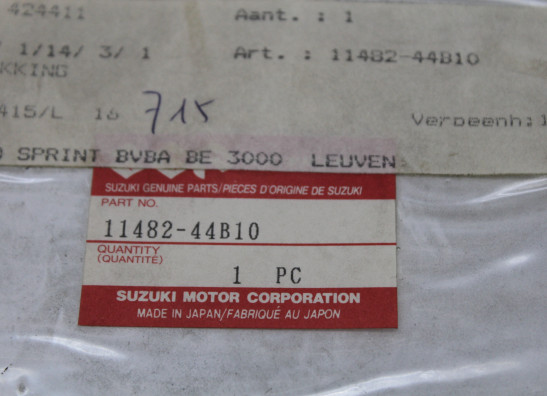 424411 Aant. : 1
1/14/ 3/ 1 Art. : 11482-44B10
KKING
415/L 16 715 Verpeenh:1
SPRINT BVBA BE 3000 LEUVEN
SUZUKI GENUINE PARTS/PIECES D'ORIGINE DE SUZUKI
PART NO.
11482-44B10
QUANTITY
(QUANTITÉ)
1 PC
SUZUKI MOTOR CORPORATION
MADE IN JAPAN/FABRIQUÉ AU JAPON